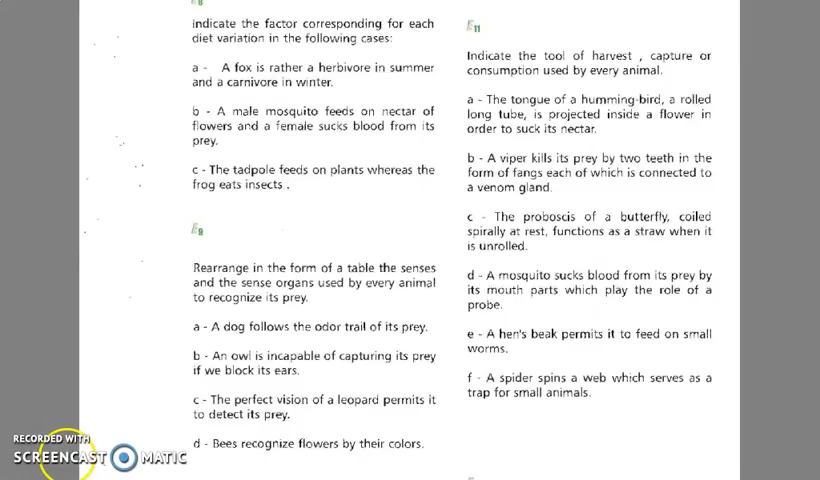 E8
Indicate the factor corresponding for each
diet variation in the following cases:
a - A fox is rather a herbivore in summer
and a carnivore in winter.
b - A male mosquito feeds on nectar of
flowers and a female sucks blood from its
prey.
c - The tadpole feeds on plants whereas the
frog eats insects .
E9
Rearrange in the form of a table the senses
and the sense organs used by every animal
to recognize its prey.
a - A dog follows the odor trail of its prey.
b - An owl is incapable of capturing its prey
if we block its ears.
c - The perfect vision of a leopard permits it
to detect its prey.
d - Bees recognize flowers by their colors.
E11
Indicate the tool of harvest , capture or
consumption used by every animal.
a - The tongue of a humming-bird, a rolled
long tube, is projected inside a flower in
order to suck its nectar.
b - A viper kills its prey by two teeth in the
form of fangs each of which is connected to
a venom gland.
c - The proboscis of a butterfly, coiled
spirally at rest, functions as a straw when it
is unrolled.
d - A mosquito sucks blood from its prey by
its mouth parts which play the role of a
probe.
e - A hen's beak permits it to feed on small
worms.
f - A spider spins a web which serves as a
trap for small animals.
RECORDED WITH
SCREENCAST MATIC